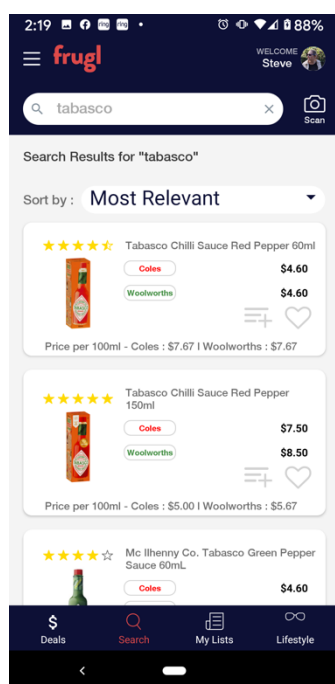 2:19
ring
ring
88%
frugl
WELCOME
Steve
tabasco
Scan
Search Results for "tabasco"
Sort by : Most Relevant
Tabasco Chilli Sauce Red Pepper 60ml
Coles $4.60
Woolworths $4.60
Price per 100ml - Coles : $7.67 I Woolworths : $7.67
Tabasco Chilli Sauce Red Pepper
150ml
Coles $7.50
Woolworths $8.50
Price per 100ml - Coles : $5.00 I Woolworths : $5.67
Mc Ilhenny Co. Tabasco Green Pepper
Sauce 60mL
Coles $4.60
Deals
Search
My Lists
Lifestyle